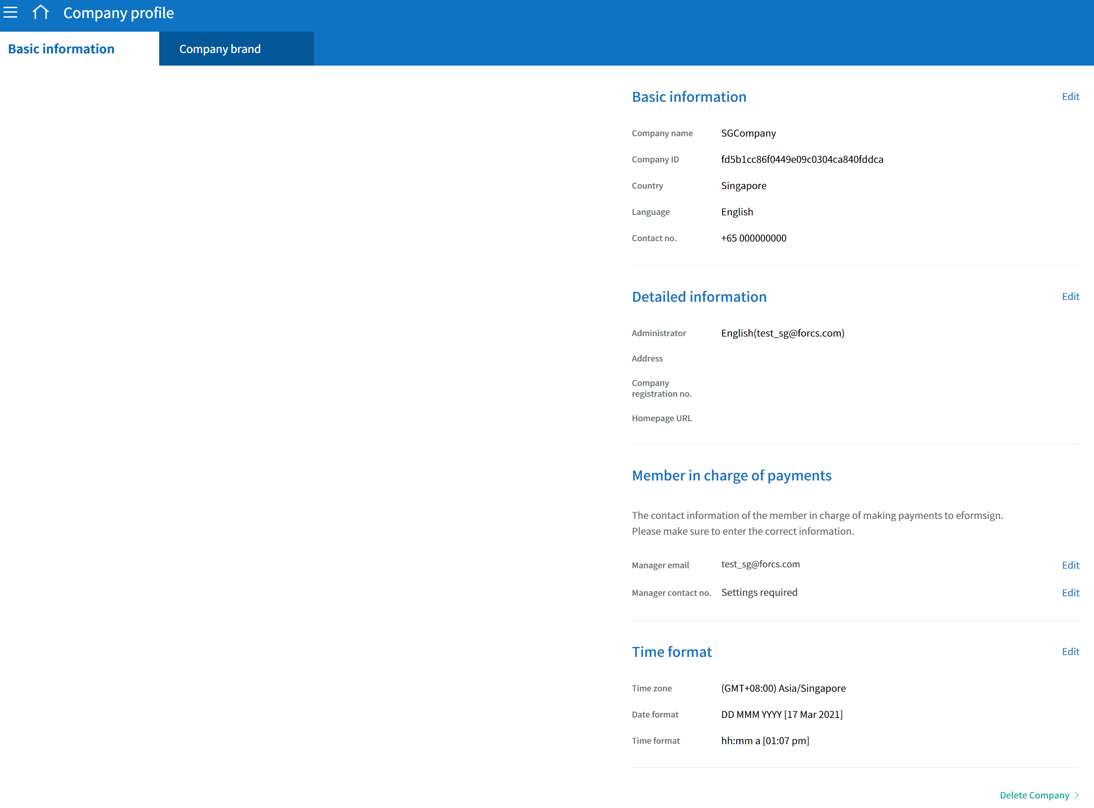 Company profile
Basic information
Company brand
Basic information
Edit
Company name SGCompany
Company ID fd5b1cc86f0449e09c0304ca840fddca
Country Singapore
Language English
Contact no. +65 000000000
Detailed information
Edit
Administrator English(test_sg@forcs.com)
Address
Company
registration no.
Homepage URL
Member in charge of payments
The contact information of the member in charge of making payments to eformsign.
Please make sure to enter the correct information.
Manager email test_sg@forcs.com Edit
Manager contact no. Settings required Edit
Time format
Edit
Time zone (GMT+08:00) Asia/Singapore
Date format DD MMM YYYY [17 Mar 2021]
Time format hh:mm a [01:07 pm]
Delete Company